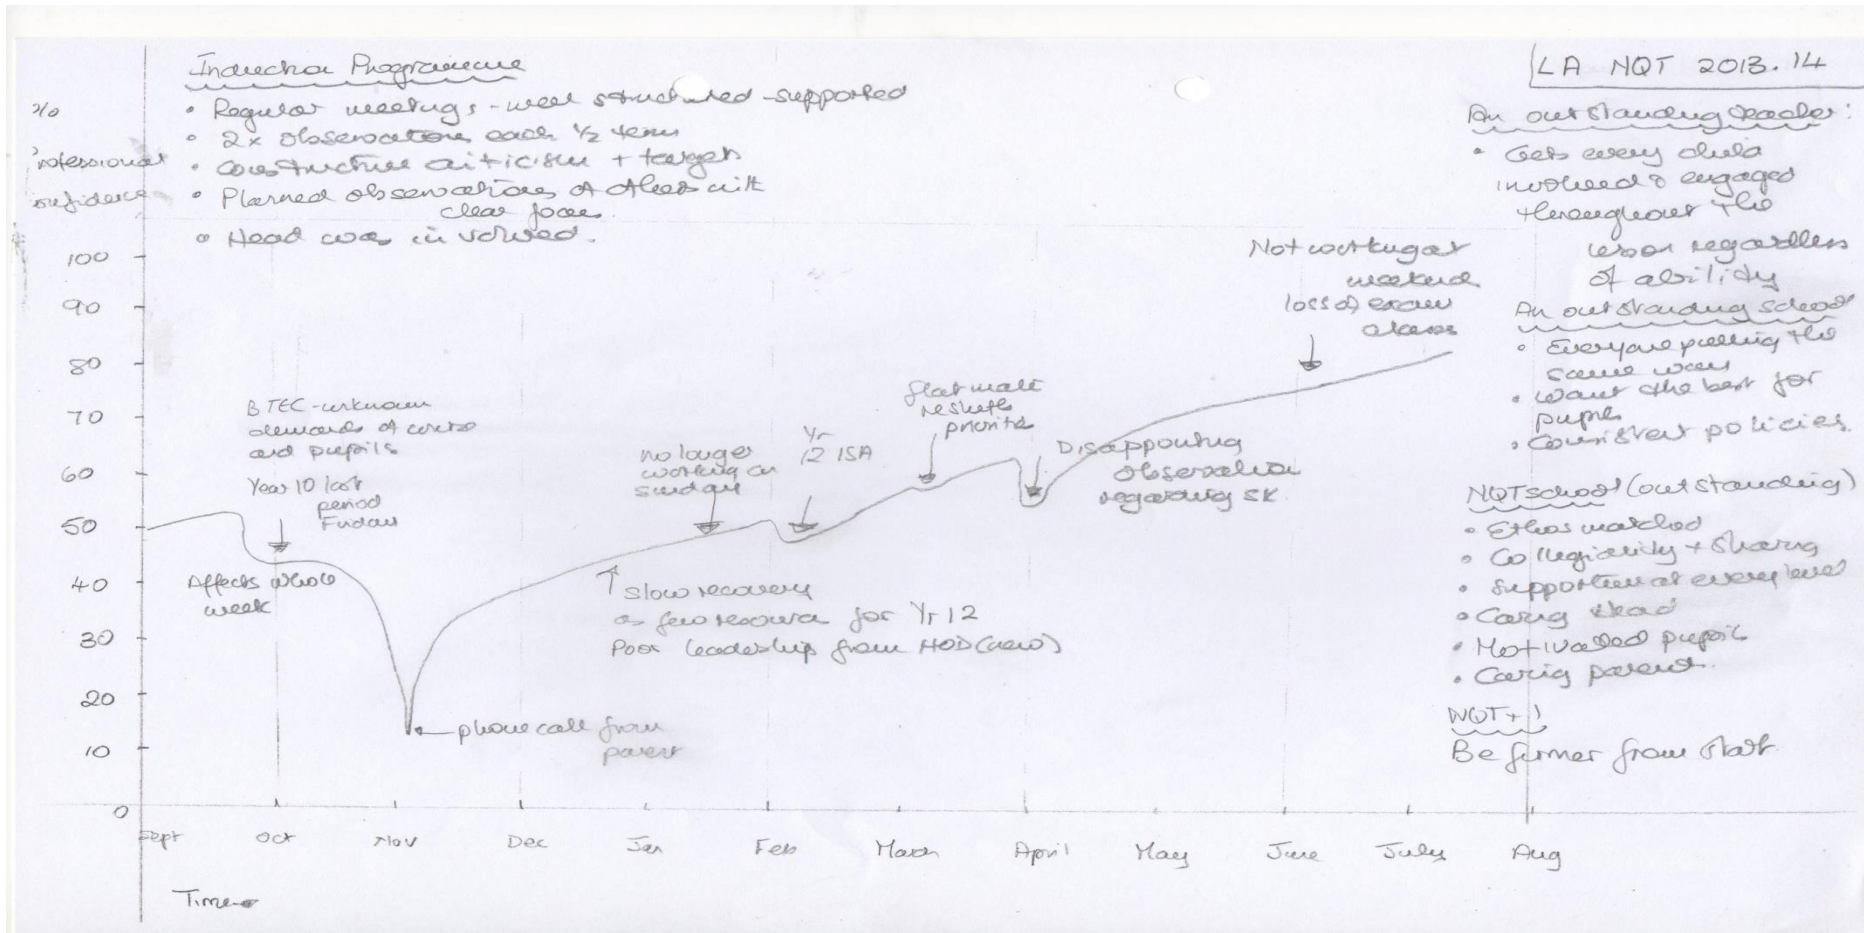 Induction Programme
• Regular meetings - well structured - supported
• 2x observations each ½ term
• Constructive criticism + targets
• Planned observations of others with
clear focus
• Head was involved.
%
Professional
confidence
100
90
80
70
60
50
40
30
20
10
0
BTEC - unknown
demands of course
and pupils
Year 10 last
period
Friday
Affects whole
week
phone call from
parent
Slow recovery
as few resources for Yr 12
Poor leadership from HOD (new)
no longer
working on
Sunday
Yr
12 ISA
flat mate
reshuffle
priorities
Disappointing
observation
regarding SK.
Not working at
weekend
loss of exam
classes
Sept Oct Nov Dec Jan Feb March April May June July Aug
Time
LA NQT 2013.14
An outstanding teacher:
• Gets every child
involved & engaged
throughout the
lesson regardless
of ability
An outstanding school
• Everyone pulling the
same way
• Want the best for
pupils
• Consistent policies.
NQT school (outstanding)
• Ethos matched
• Collegiality + sharing
• Supportive at every level
• Caring Head
• Motivated pupils
• Caring parents.
NQT + 1
Be firmer from start